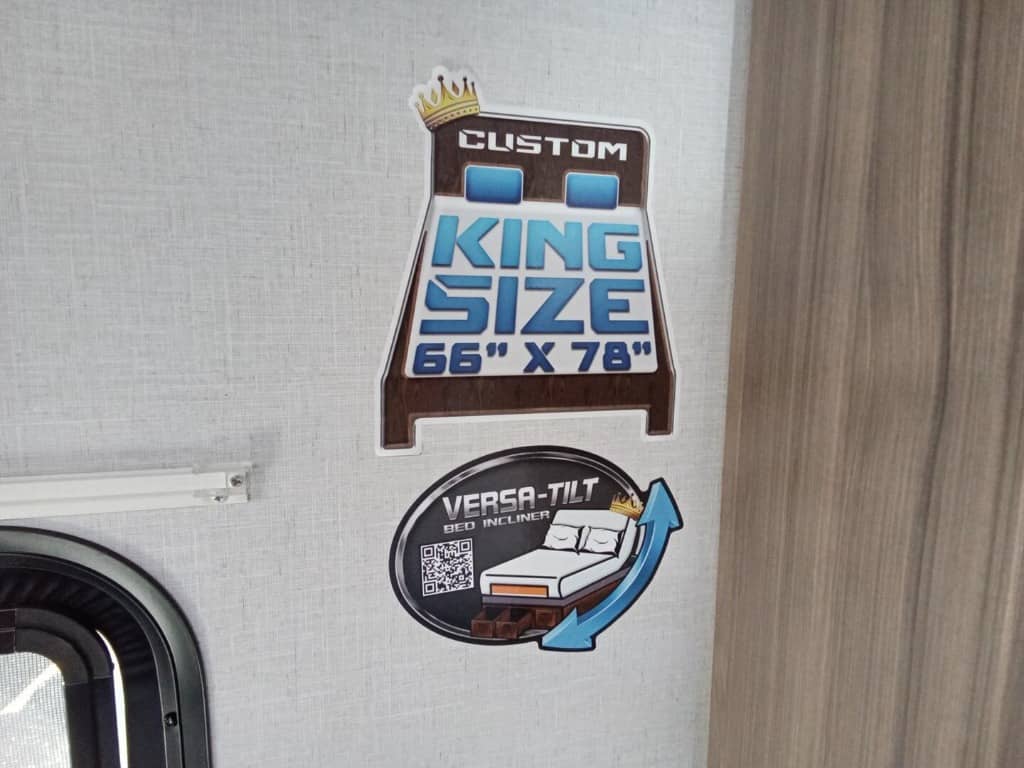 CUSTOM
KING
SIZE
66" X 78"
VERSA-TILT
BED INCLINER